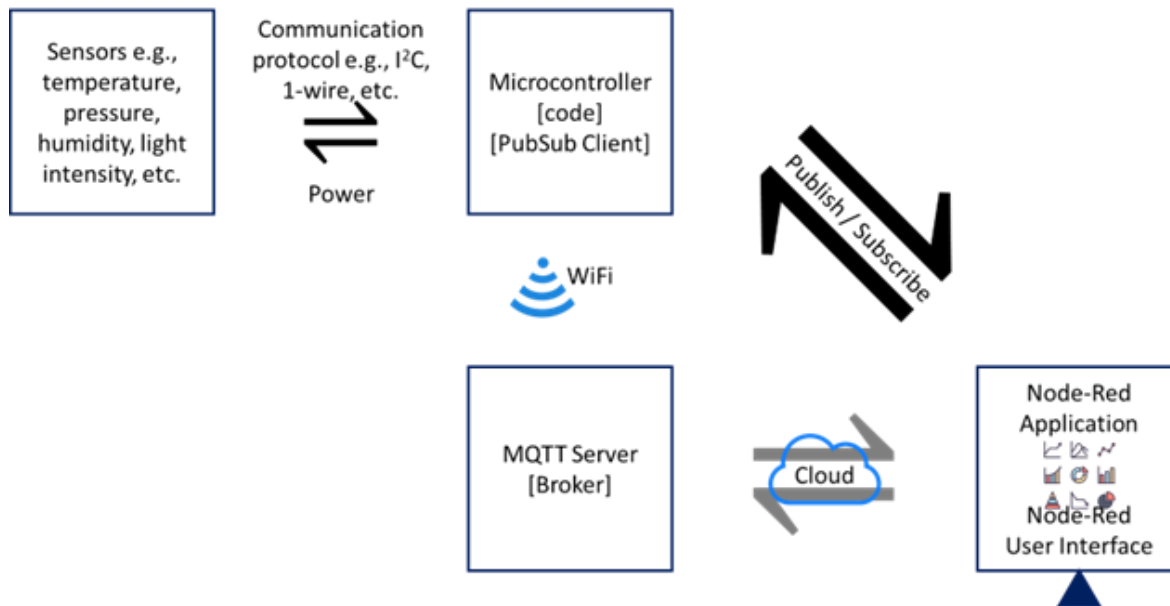 Sensors e.g.,
temperature,
pressure,
humidity, light
intensity, etc.
Communication
protocol e.g., I²C,
1-wire, etc.
Power
Microcontroller
[code]
[PubSub Client]
Publish / Subscribe
WiFi
MQTT Server
[Broker]
Cloud
Node-Red
Application
Node-Red
User Interface